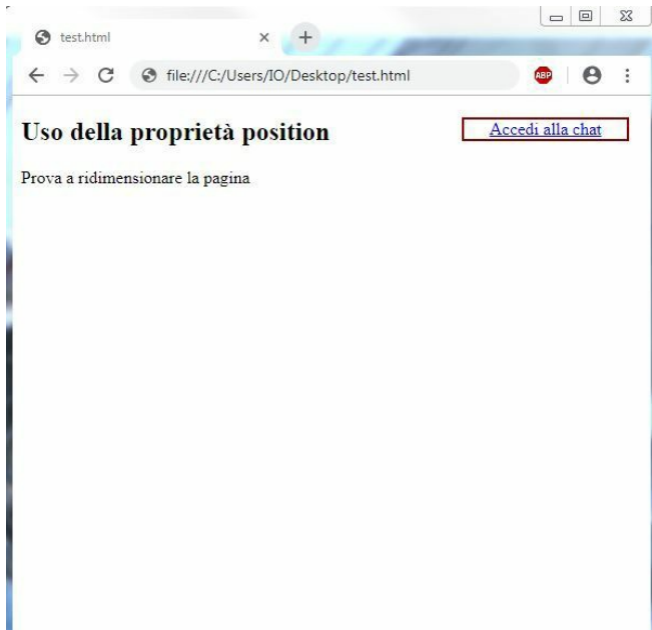 test.html
file:///C:/Users/IO/Desktop/test.html
ABP
Uso della proprietà position
Accedi alla chat
Prova a ridimensionare la pagina